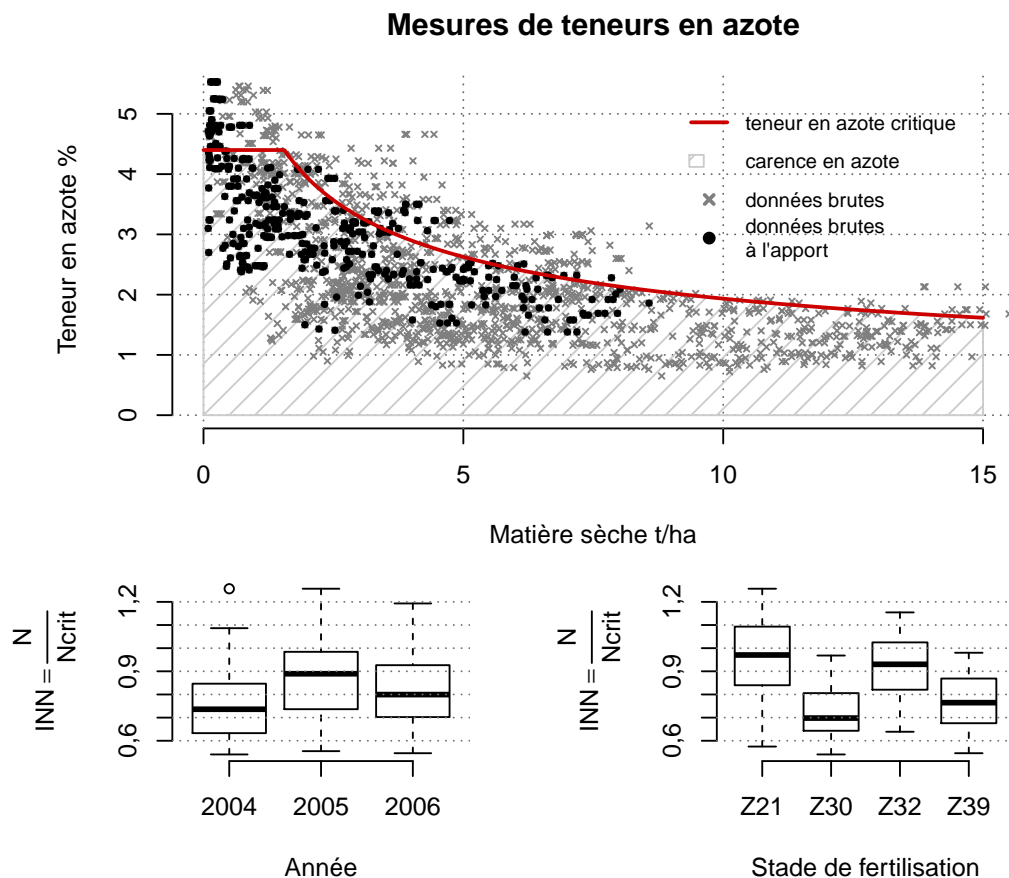 Mesures de teneurs en azote
Teneur en azote %
5
4
3
2
1
0
teneur en azote critique
carence en azote
données brutes
données brutes
à l'apport
0 5 10 15
Matière sèche t/ha
INN = N / Ncrit
1,2
0,9
0,6
2004 2005 2006
Année
INN = N / Ncrit
1,2
0,9
0,6
Z21 Z30 Z32 Z39
Stade de fertilisation